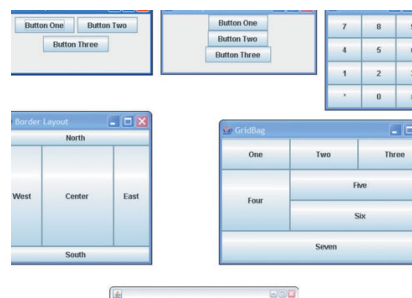 Button One Button Two
Button Three
Button One
Button Two
Button Three
7 8
4 5
1 2
* 0
Border Layout
North
West Center East
South
GridBag
One Two Three
Four Five
Six
Seven